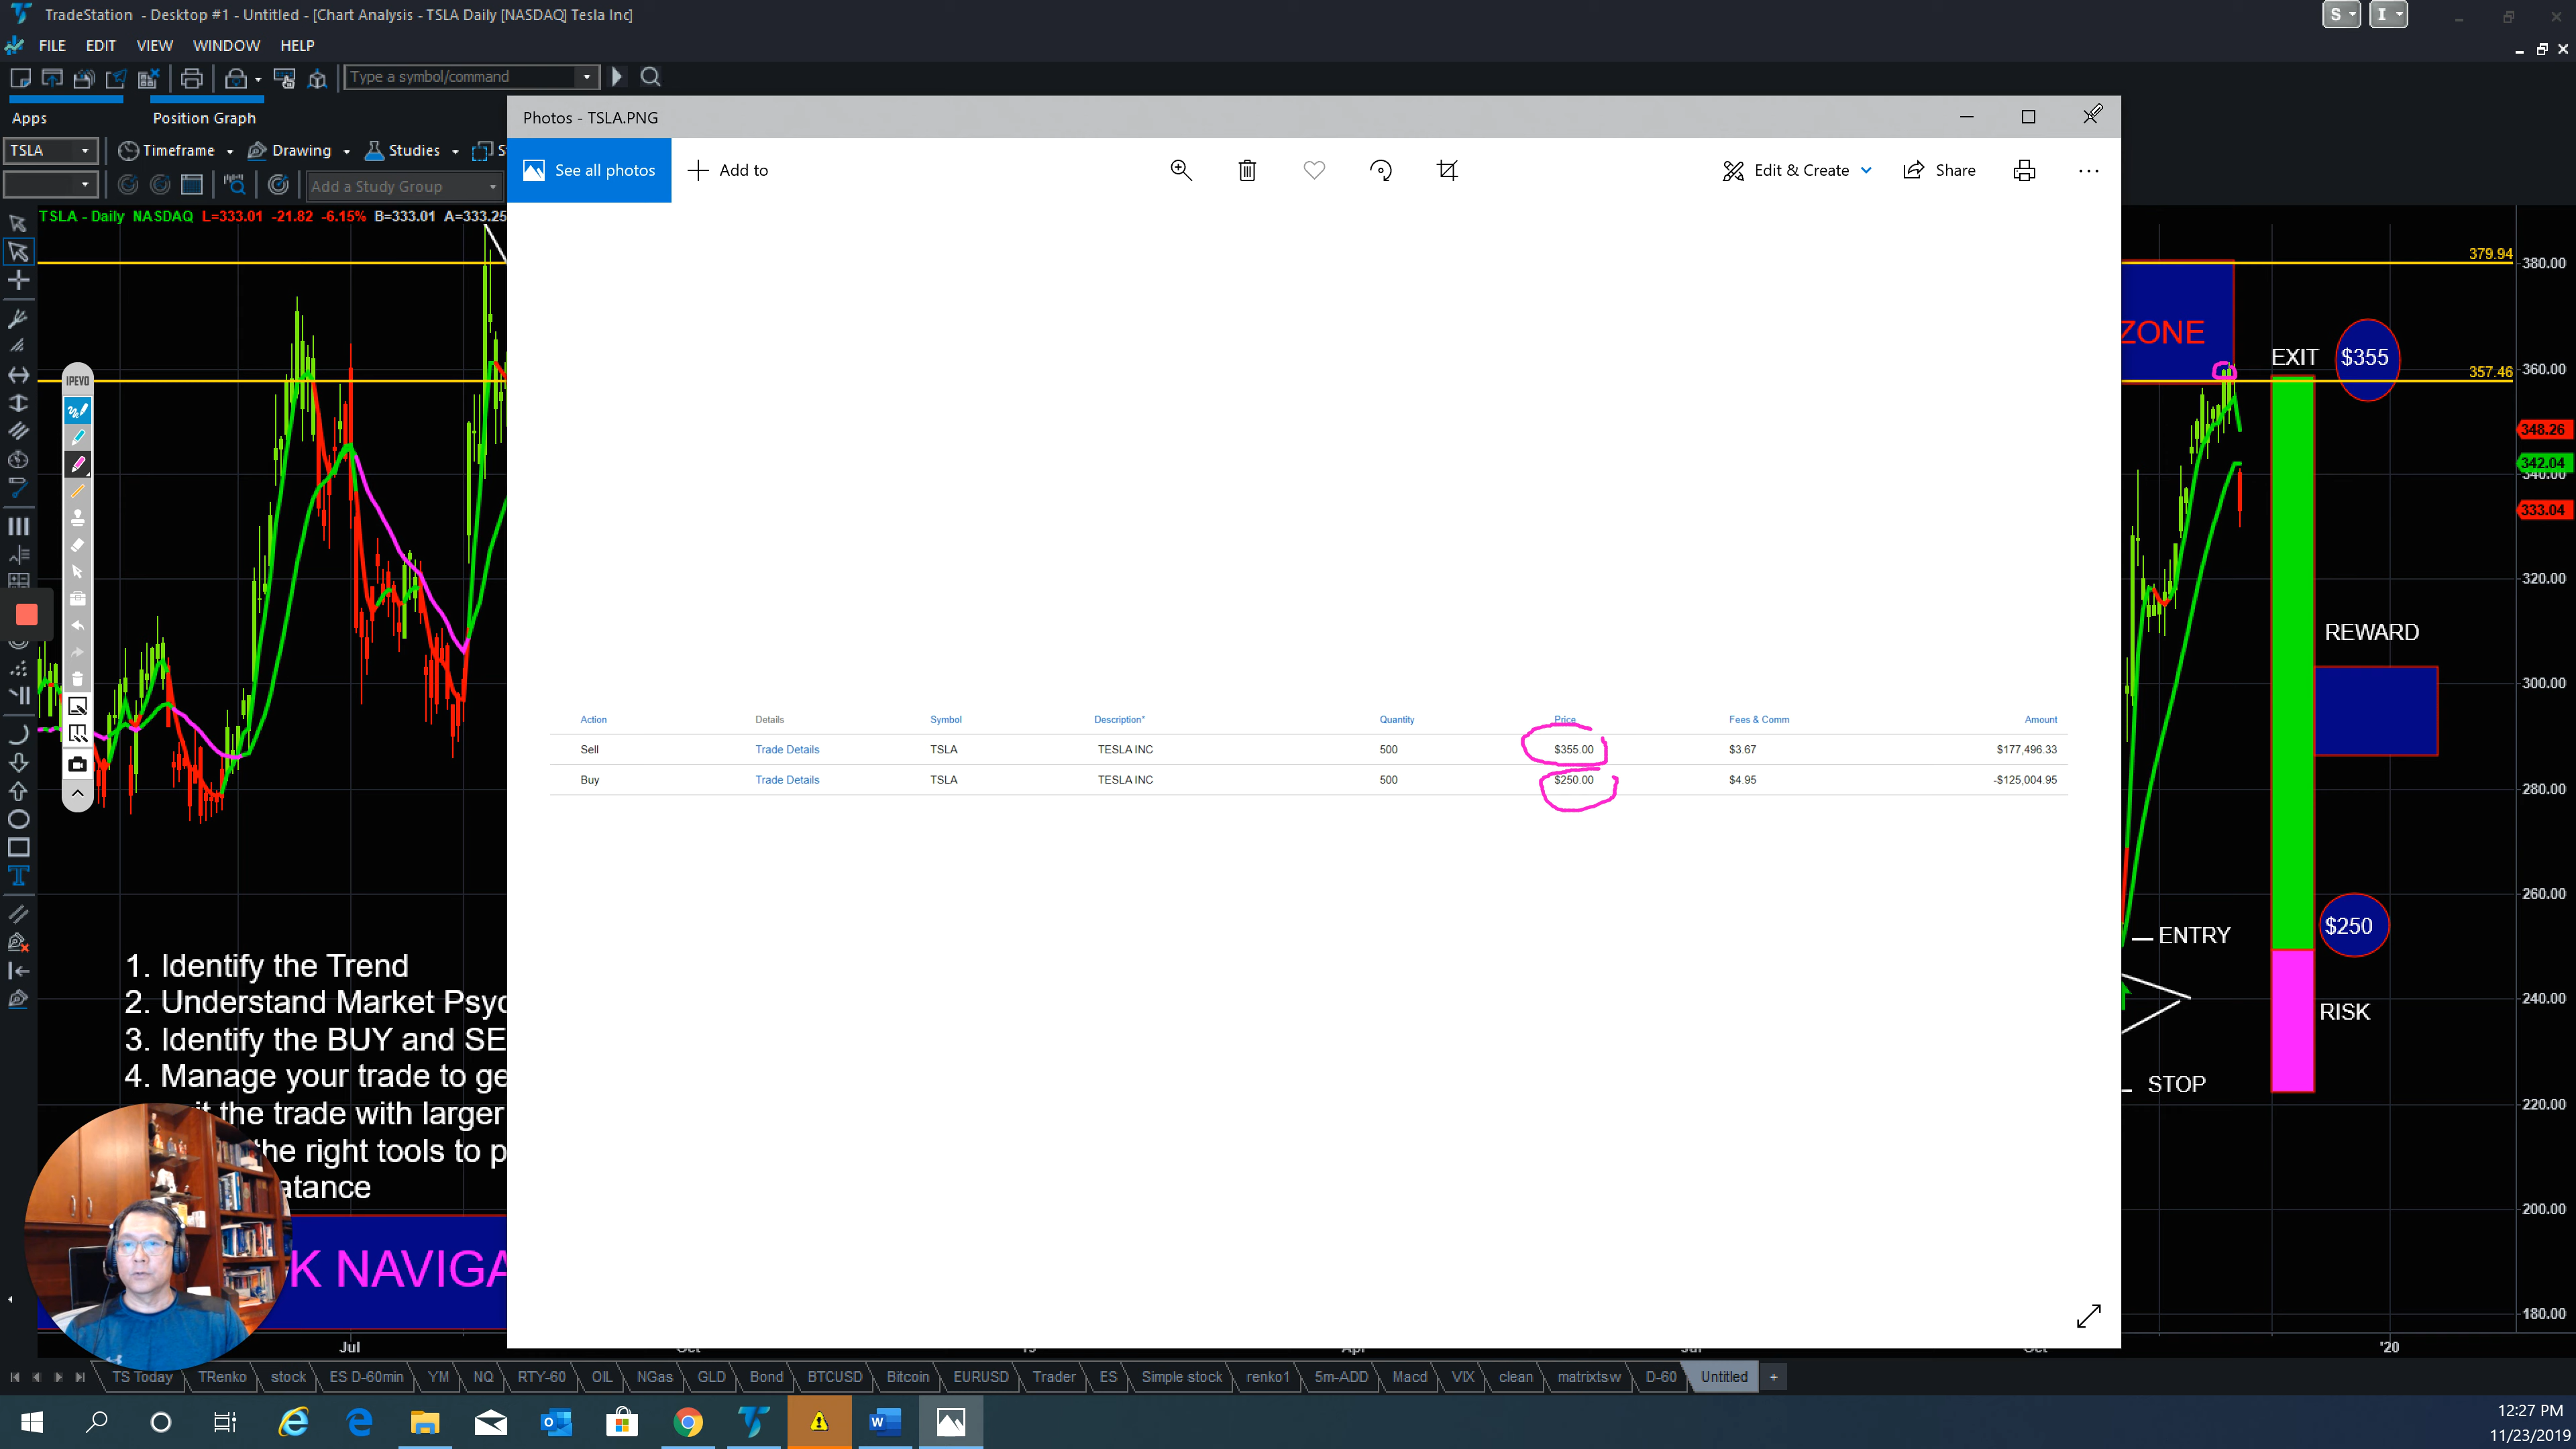 TradeStation - Desktop #1 - Untitled - [Chart Analysis - TSLA Daily [NASDAQ] Tesla Inc]
S I
FILE EDIT VIEW WINDOW HELP
Type a symbol/command
Apps Position Graph
Photos - TSLA.PNG
TSLA Timeframe Drawing Studies
See all photos Add to Edit & Create Share
Add a Study Group
TSLA - Daily NASDAQ L=333.01 -21.82 -6.15% B=333.01 A=333.25
379.94
380.00
ZONE
EXIT $355
357.46
360.00
IPEVO
348.26
342.04
340.00
333.04
320.00
REWARD
300.00
Action Details Symbol Description* Quantity Price Fees & Comm Amount
Sell Trade Details TSLA TESLA INC 500 $355.00 $3.67 $177,496.33
Buy Trade Details TSLA TESLA INC 500 $250.00 $4.95 -$125,004.95
280.00
260.00
$250
ENTRY
240.00
RISK
STOP
220.00
200.00
180.00
1. Identify the Trend
2. Understand Market Psyc
3. Identify the BUY and SE
4. Manage your trade to ge
it the trade with larger
he right tools to p
atance
K NAVIGA
Jul Oct '19 Apr Jul Oct '20
TS Today TRenko stock ES D-60min YM NQ RTY-60 OIL NGas GLD Bond BTCUSD Bitcoin EURUSD Trader ES Simple stock renko1 5m-ADD Macd VIX clean matrixtsw D-60 Untitled +
12:27 PM
11/23/2019